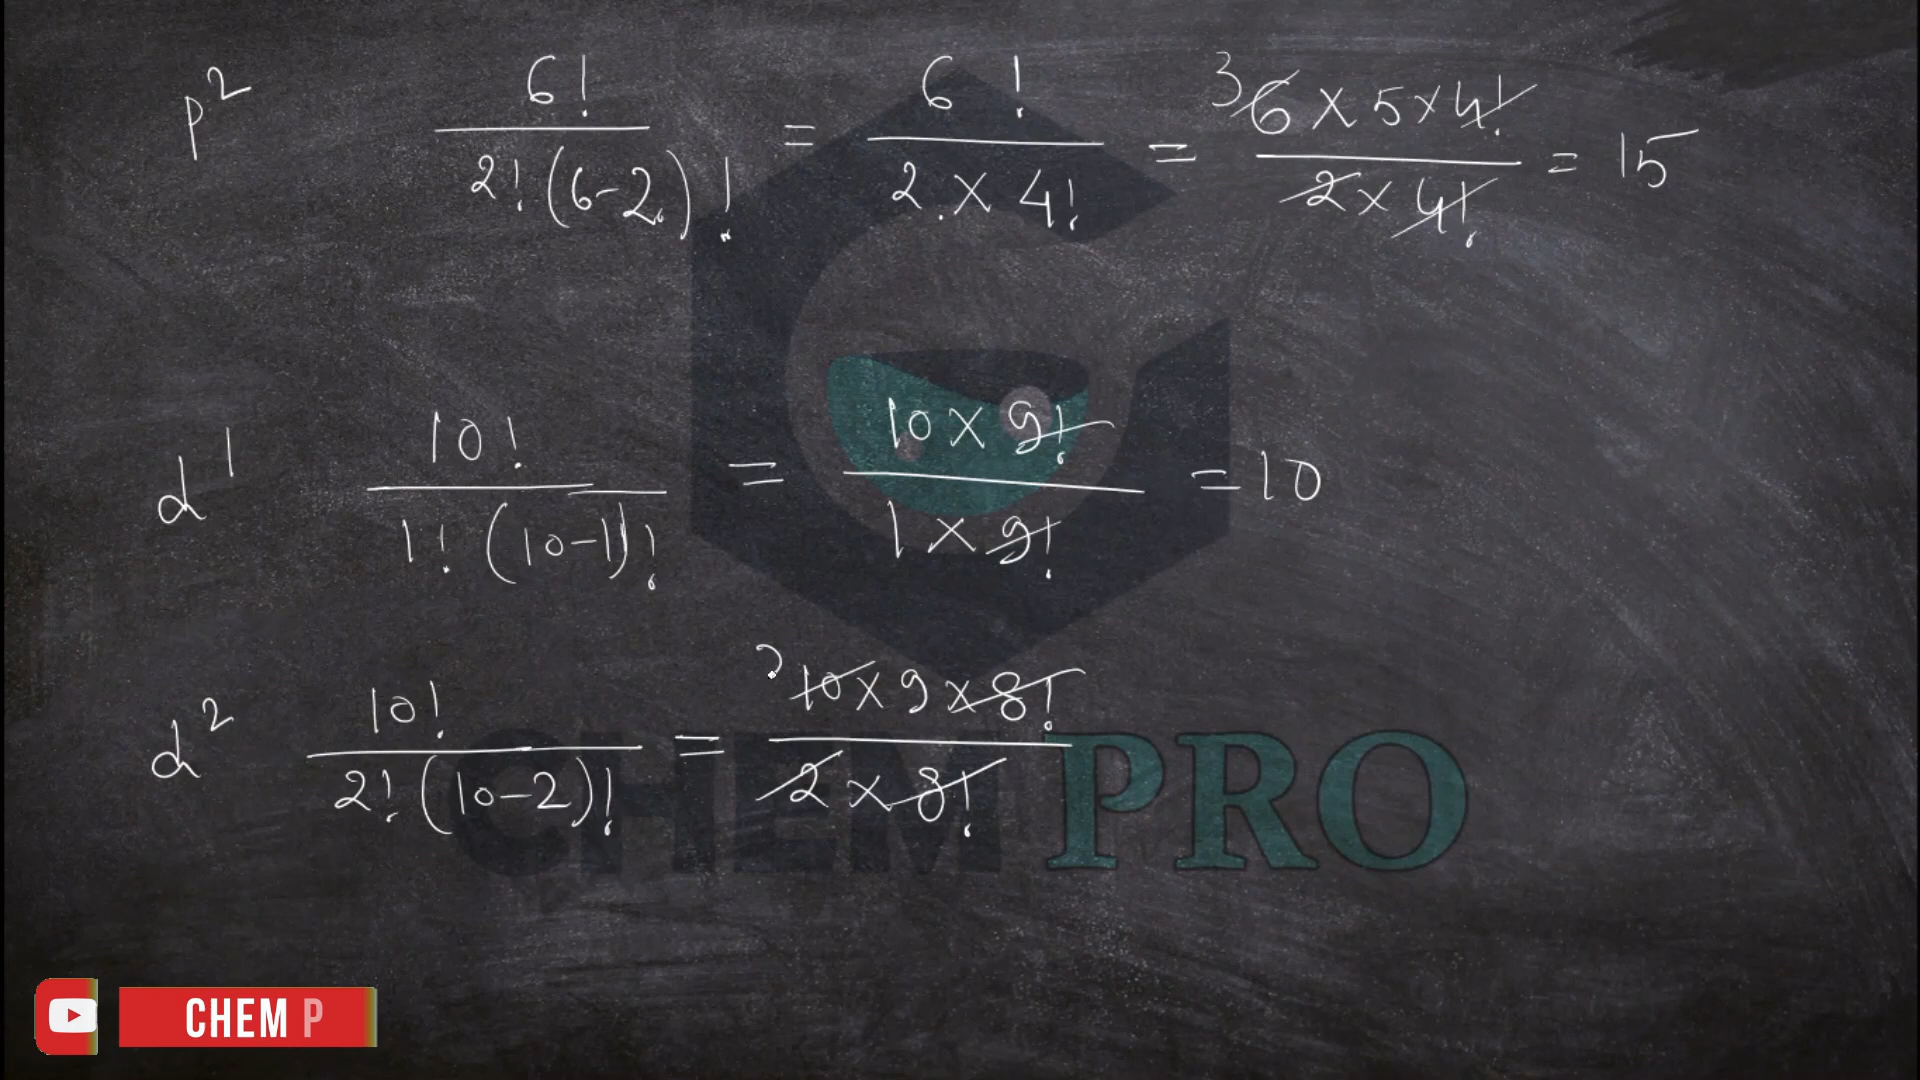 p² 6! / 2!(6-2)! = 6! / 2 × 4! = 3 6 × 5 × 4! / 2 × 4! = 15
d¹ 10! / 1!(10-1)! = 10 × 9! / 1 × 9! = 10
d² 10! / 2!(10-2)! = 10 × 9 × 8! / 2 × 8!
CHEM PRO
CHEM P